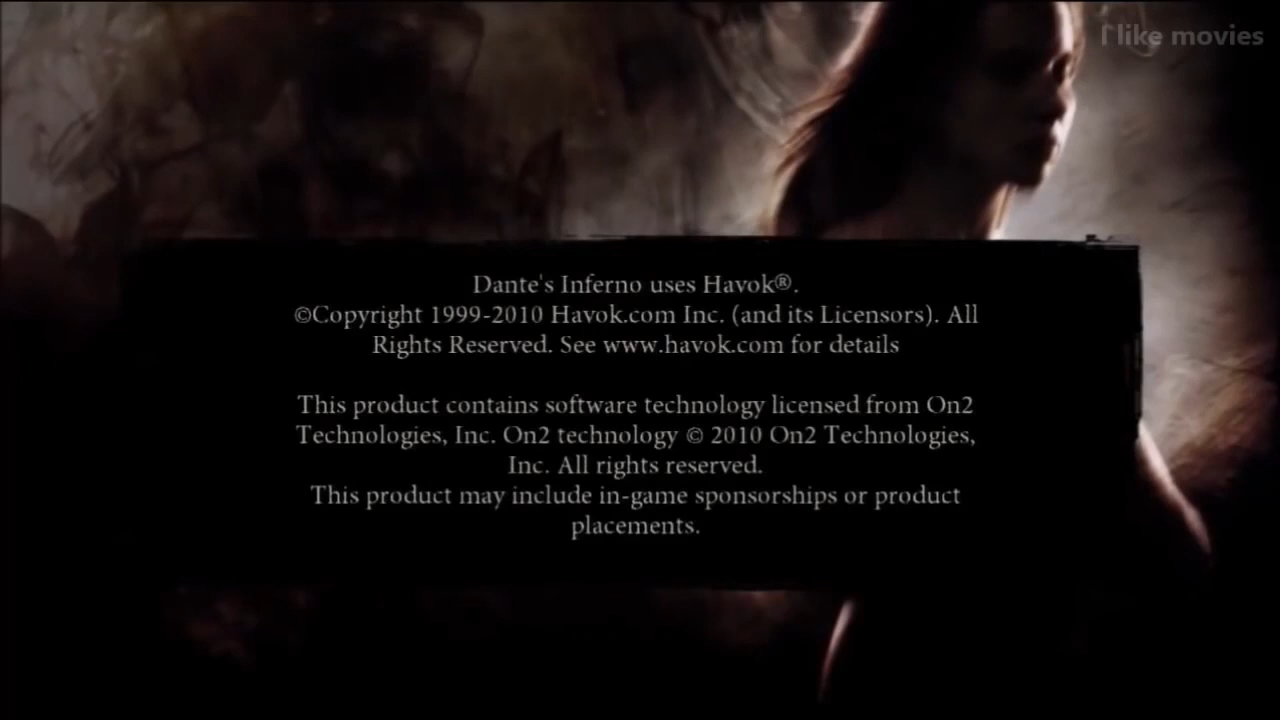 I like movies
Dante's Inferno uses Havok®.
©Copyright 1999-2010 Havok.com Inc. (and its Licensors). All
Rights Reserved. See www.havok.com for details
This product contains software technology licensed from On2
Technologies, Inc. On2 technology © 2010 On2 Technologies,
Inc. All rights reserved.
This product may include in-game sponsorships or product
placements.